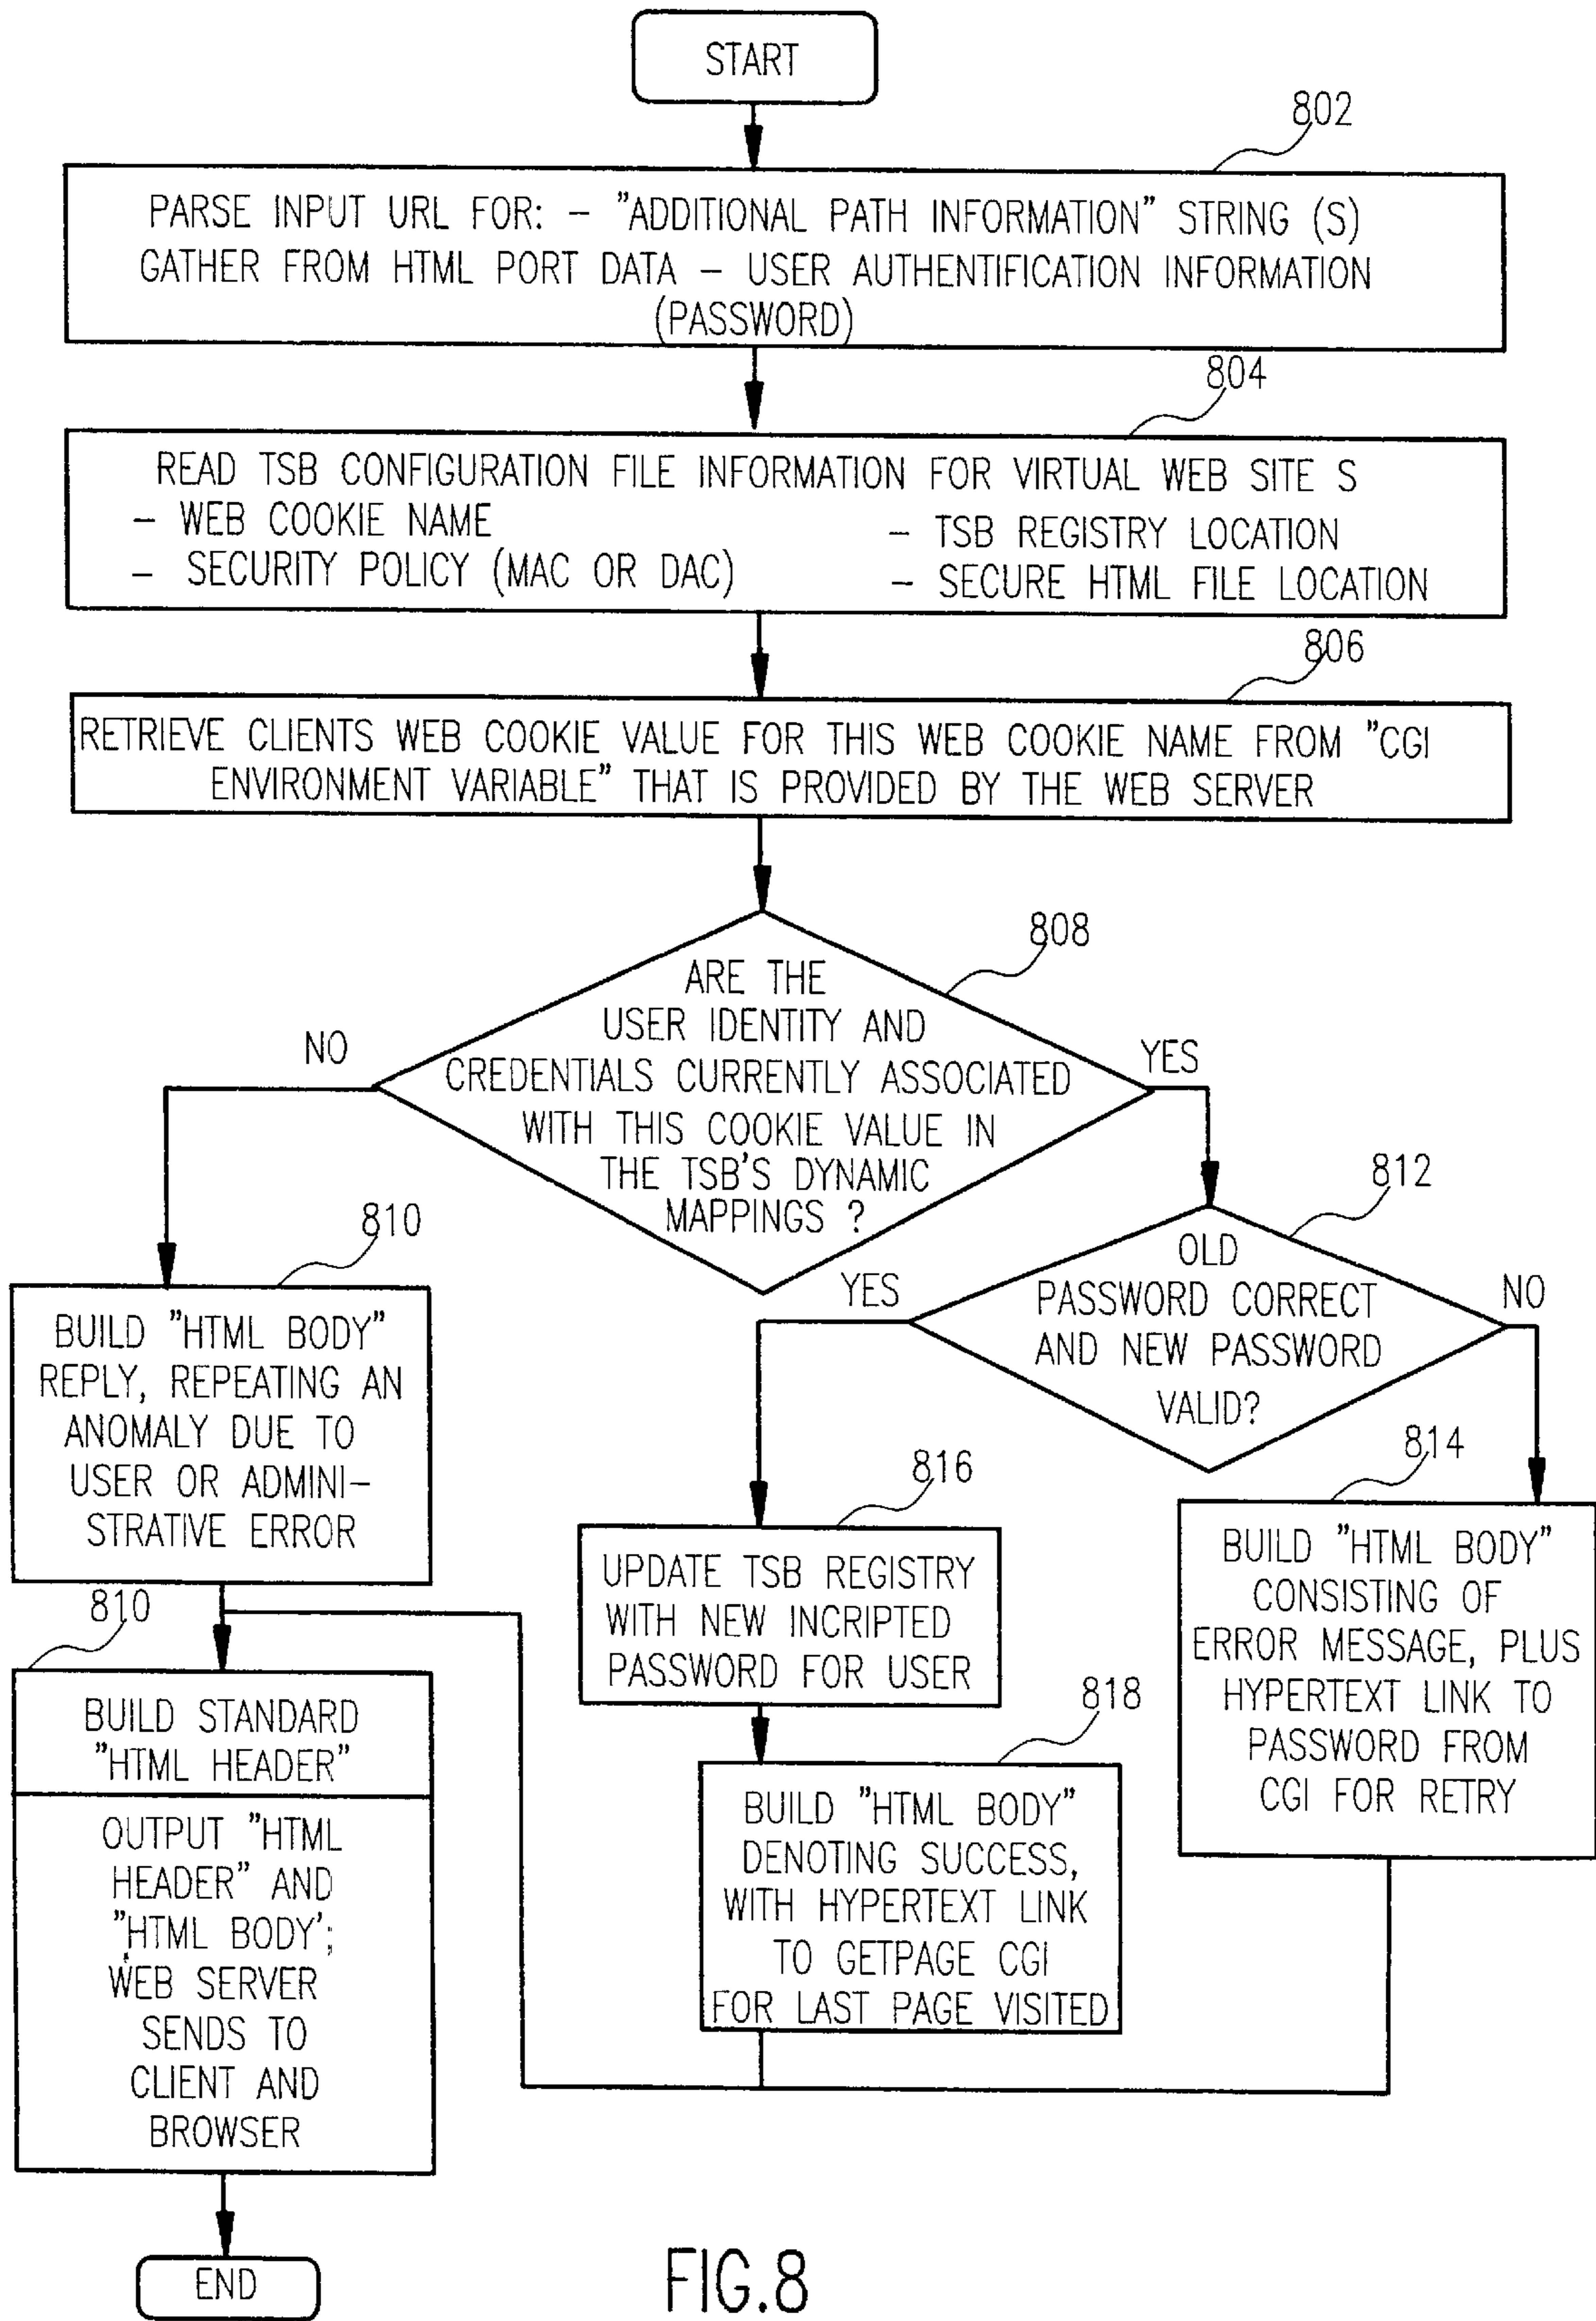 START
802
PARSE INPUT URL FOR: – "ADDITIONAL PATH INFORMATION" STRING (S)
GATHER FROM HTML PORT DATA – USER AUTHENTIFICATION INFORMATION
(PASSWORD)
804
READ TSB CONFIGURATION FILE INFORMATION FOR VIRTUAL WEB SITE S
– WEB COOKIE NAME
– SECURITY POLICY (MAC OR DAC)
– TSB REGISTRY LOCATION
– SECURE HTML FILE LOCATION
806
RETRIEVE CLIENTS WEB COOKIE VALUE FOR THIS WEB COOKIE NAME FROM "CGI
ENVIRONMENT VARIABLE" THAT IS PROVIDED BY THE WEB SERVER
808
ARE THE
USER IDENTITY AND
CREDENTIALS CURRENTLY ASSOCIATED
WITH THIS COOKIE VALUE IN
THE TSB'S DYNAMIC
MAPPINGS ?
NO
YES
810
BUILD "HTML BODY"
REPLY, REPEATING AN
ANOMALY DUE TO
USER OR ADMINI–
STRATIVE ERROR
812
OLD
PASSWORD CORRECT
AND NEW PASSWORD
VALID?
YES
NO
816
UPDATE TSB REGISTRY
WITH NEW INCRIPTED
PASSWORD FOR USER
814
BUILD "HTML BODY"
CONSISTING OF
ERROR MESSAGE, PLUS
HYPERTEXT LINK TO
PASSWORD FROM
CGI FOR RETRY
818
BUILD "HTML BODY"
DENOTING SUCCESS,
WITH HYPERTEXT LINK
TO GETPAGE CGI
FOR LAST PAGE VISITED
810
BUILD STANDARD
"HTML HEADER"
OUTPUT "HTML
HEADER" AND
"HTML BODY';
WEB SERVER
SENDS TO
CLIENT AND
BROWSER
END
FIG.8